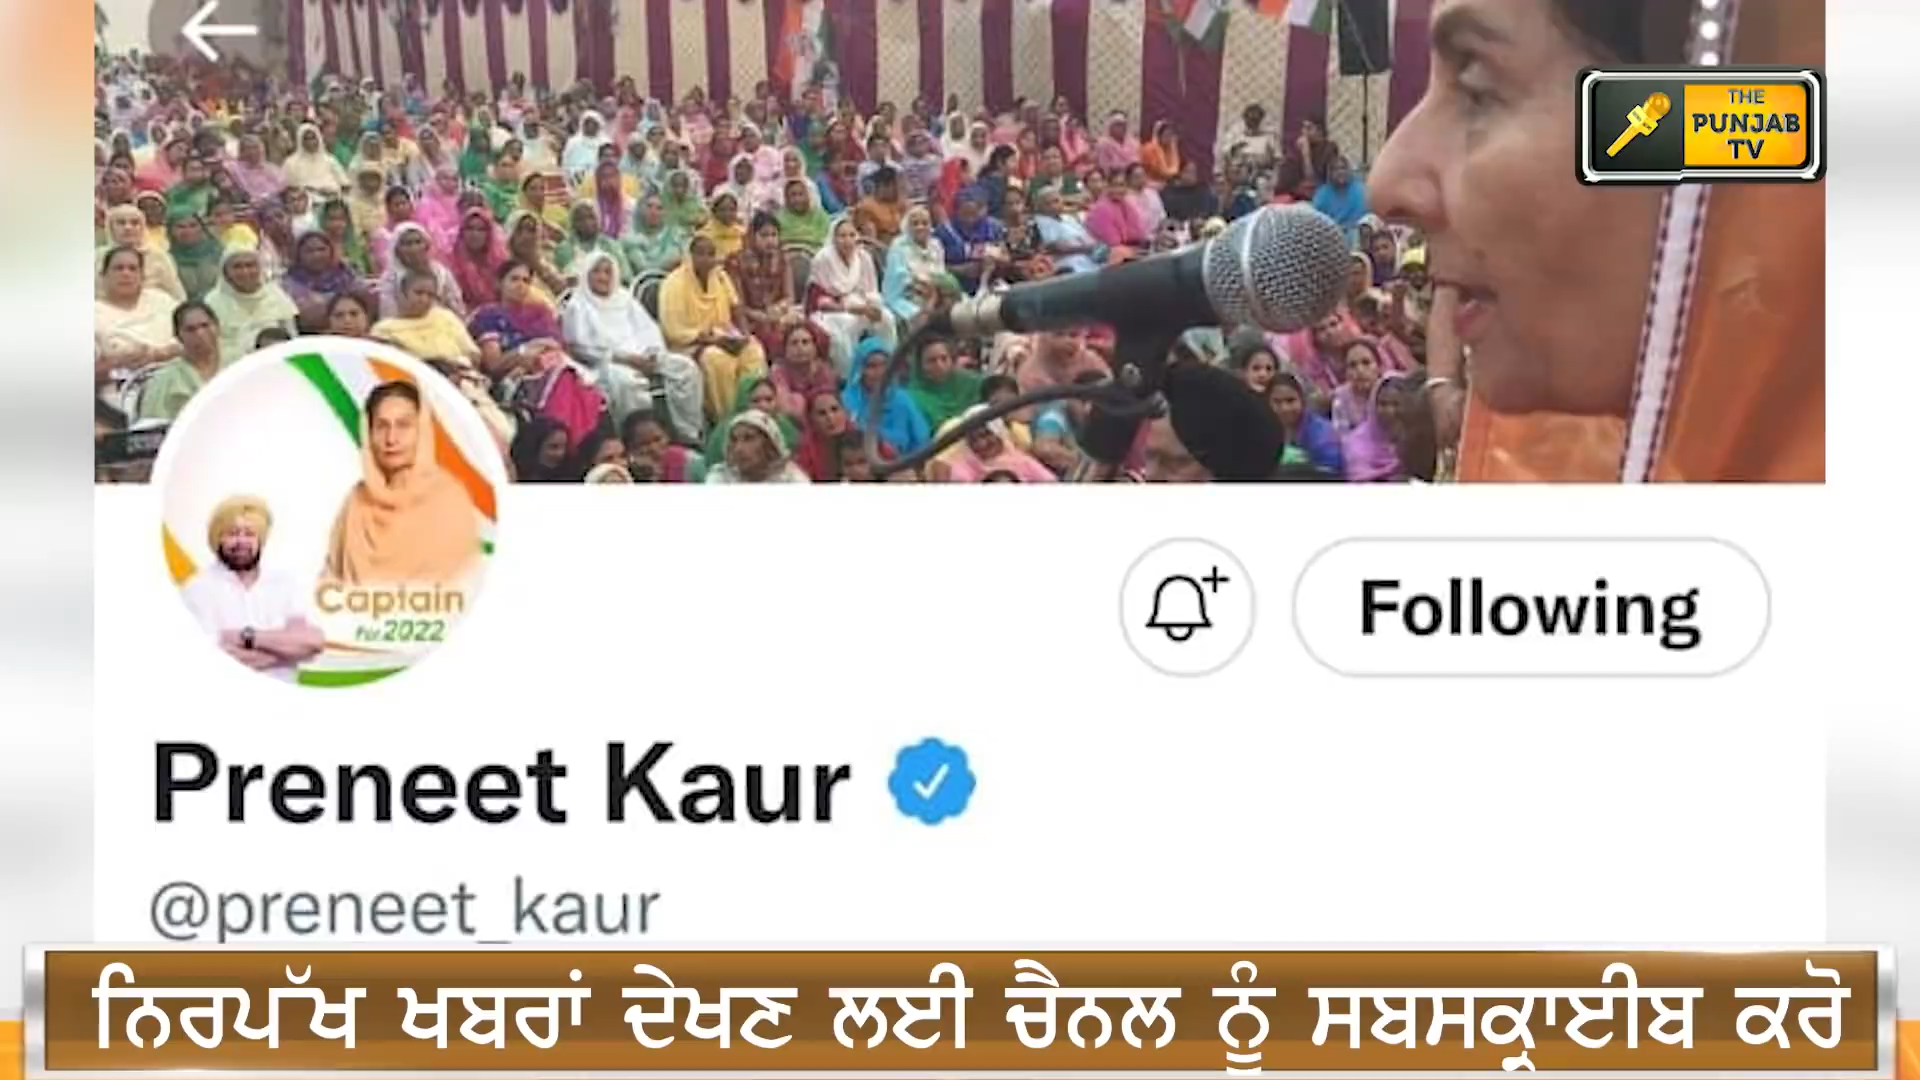 THE
PUNJAB
TV
Captain
for 2022
Following
Preneet Kaur
@preneet_kaur
ਨਿਰਪੱਖ ਖਬਰਾਂ ਦੇਖਣ ਲਈ ਚੈਨਲ ਨੂੰ ਸਬਸਕ੍ਰਾਈਬ ਕਰੋ